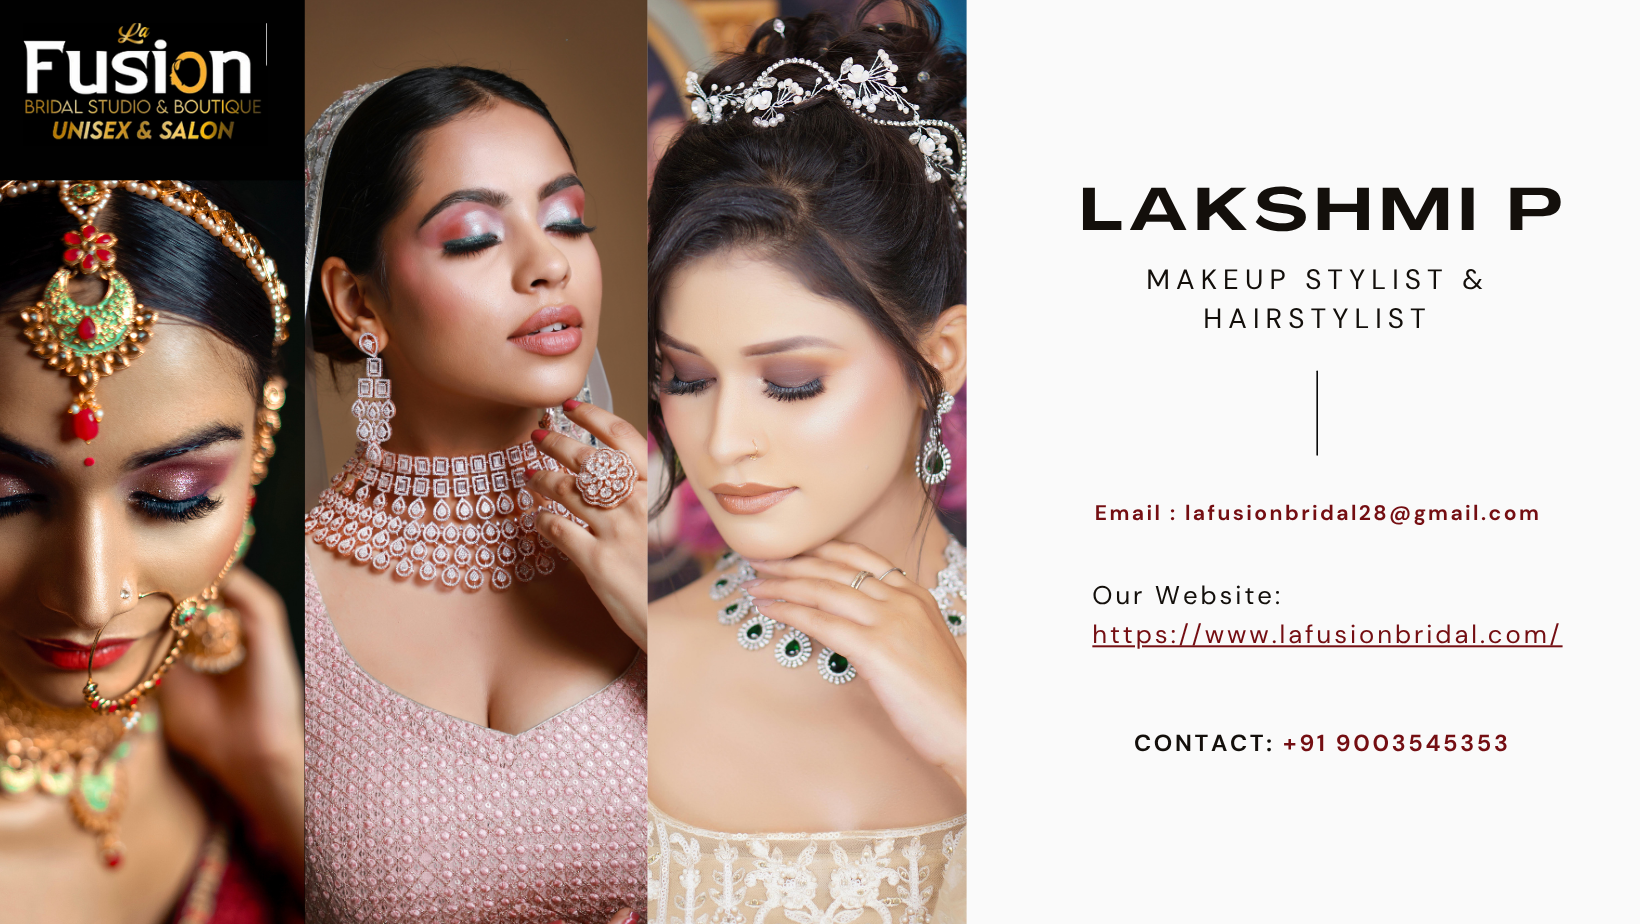 La
Fusion
BRIDAL STUDIO & BOUTIQUE
UNISEX & SALON
LAKSHMI P
MAKEUP STYLIST &
HAIRSTYLIST
Email : lafusionbridal28@gmail.com
Our Website:
https://www.lafusionbridal.com/
CONTACT: +91 9003545353